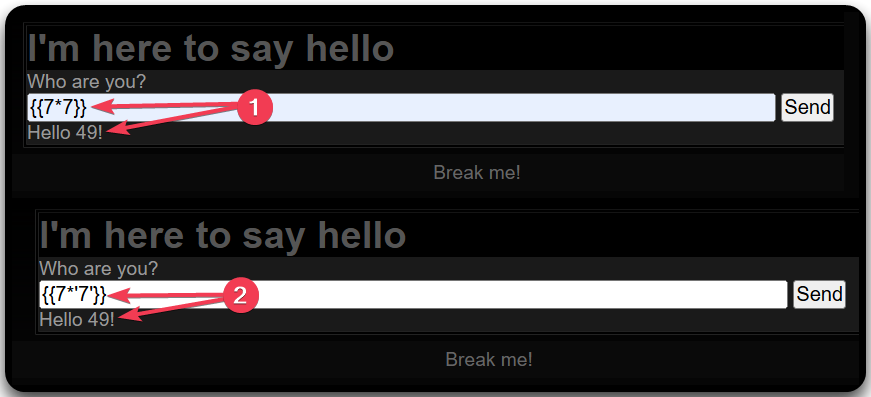 I'm here to say hello
Who are you?
{{7*7}} 1 Send
Hello 49!
Break me!
I'm here to say hello
Who are you?
{{7*'7'}} 2 Send
Hello 49!
Break me!